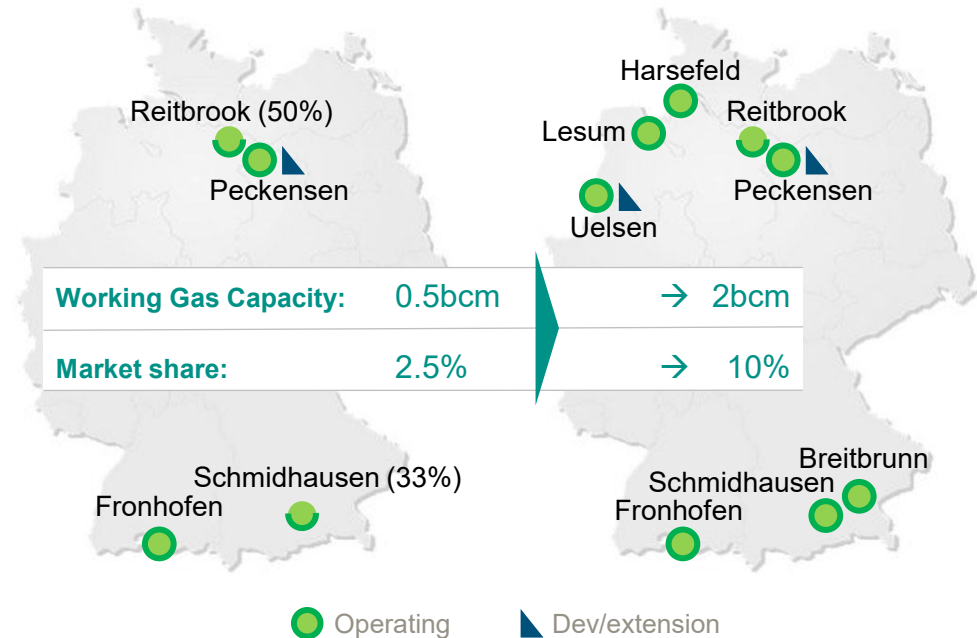 Reitbrook (50%)
Peckensen
Harsefeld
Lesum
Reitbrook
Peckensen
Uelsen
Working Gas Capacity: 0.5bcm → 2bcm
Market share: 2.5% → 10%
Schmidhausen (33%)
Fronhofen
Breitbrunn
Schmidhausen
Fronhofen
Operating
Dev/extension